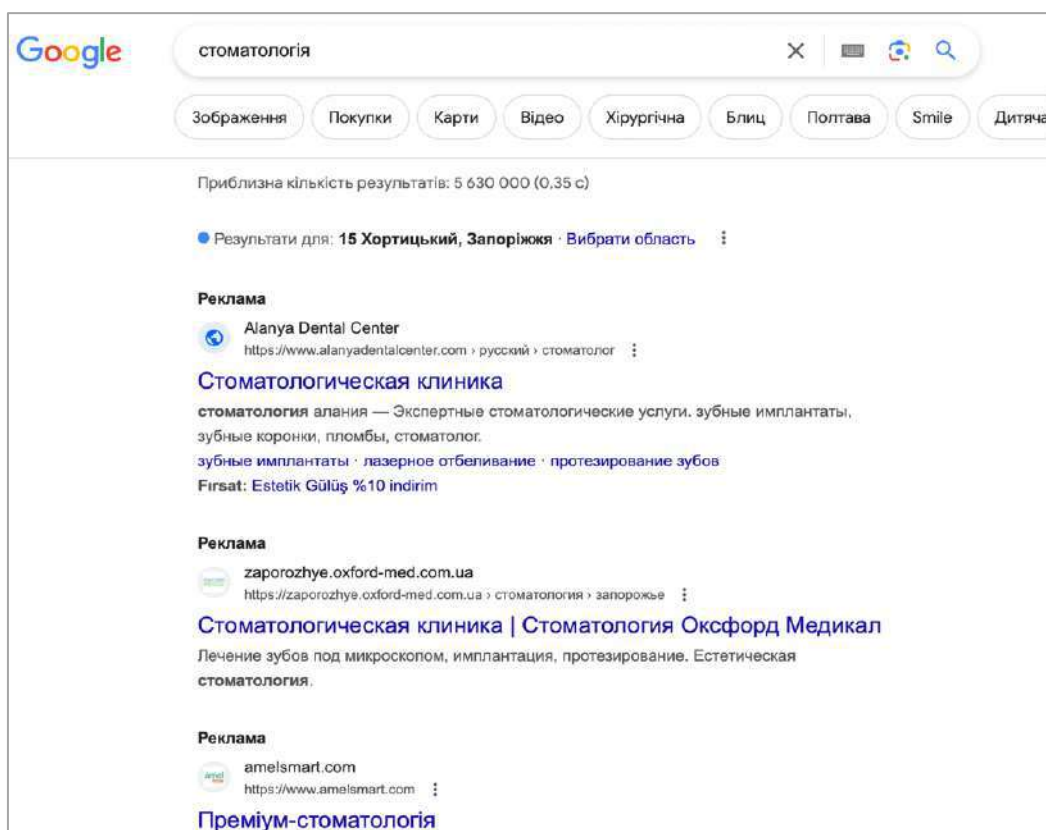 Google
стоматологія
Зображення Покупки Карти Відео Хірургічна Блиц Полтава Smile Дитяча
Приблизна кількість результатів: 5 630 000 (0,35 с)
Результати для: 15 Хортицький, Запоріжжя · Вибрати область
Реклама
Alanya Dental Center
https://www.alanyadentalcenter.com › русский › стоматолог
Стоматологическая клиника
стоматология алания — Экспертные стоматологические услуги. зубные имплантаты,
зубные коронки, пломбы, стоматолог.
зубные имплантаты · лазерное отбеливание · протезирование зубов
Fırsat: Estetik Gülüş %10 indirim
Реклама
zaporozhye.oxford-med.com.ua
https://zaporozhye.oxford-med.com.ua › стоматология › запорожье
Стоматологическая клиника | Стоматология Оксфорд Медикал
Лечение зубов под микроскопом, имплантация, протезирование. Естетическая
стоматология.
Реклама
amelsmart.com
https://www.amelsmart.com
Преміум-стоматологія